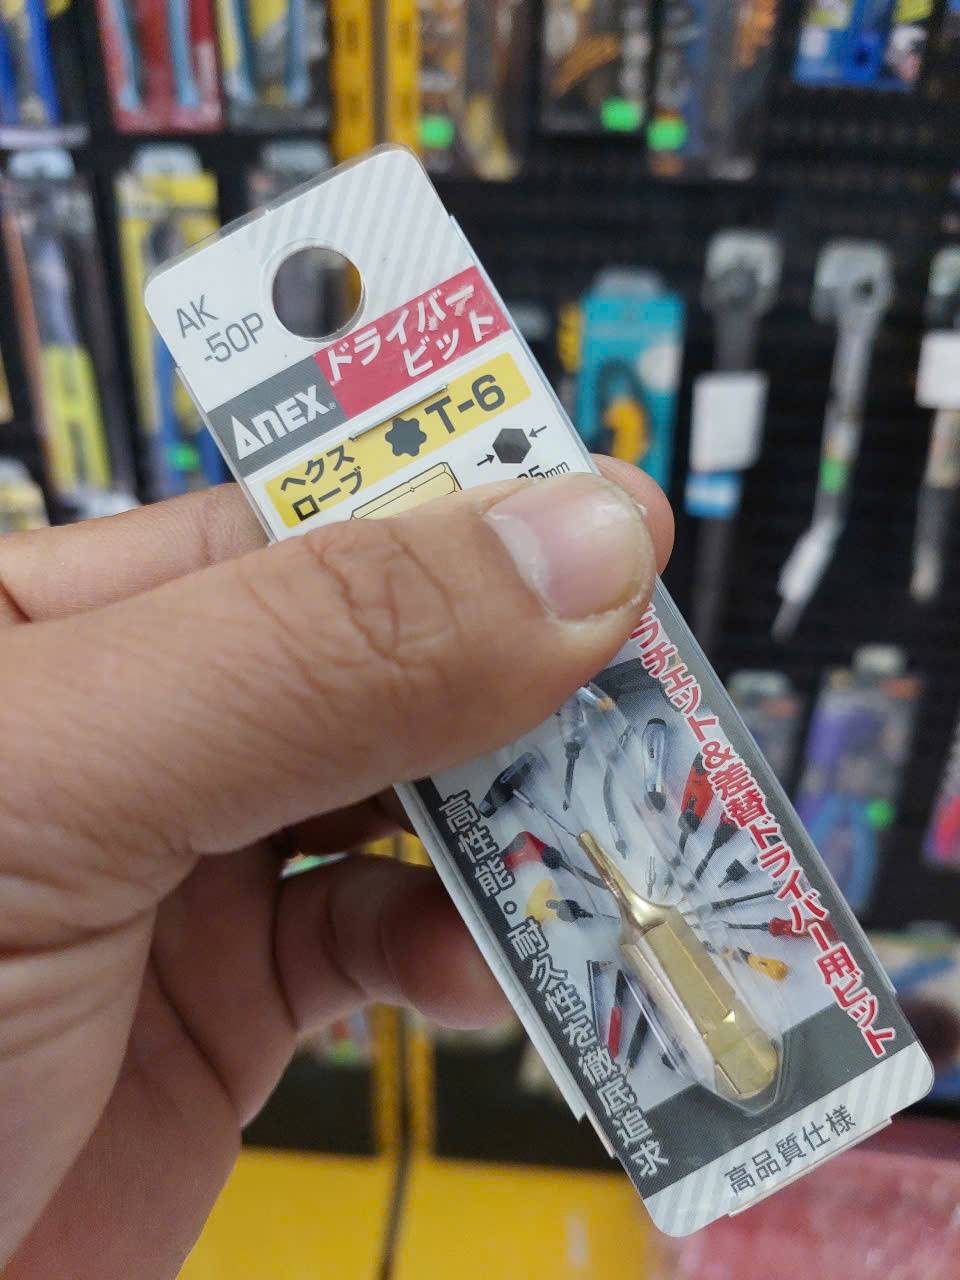 AK
-50P
ドライバー
ビット
ANEX®
ヘクス
ローブ
T-6
ラチェット&差替ドライバー用ビット
高性能・耐久性を徹底追求
高品質仕様